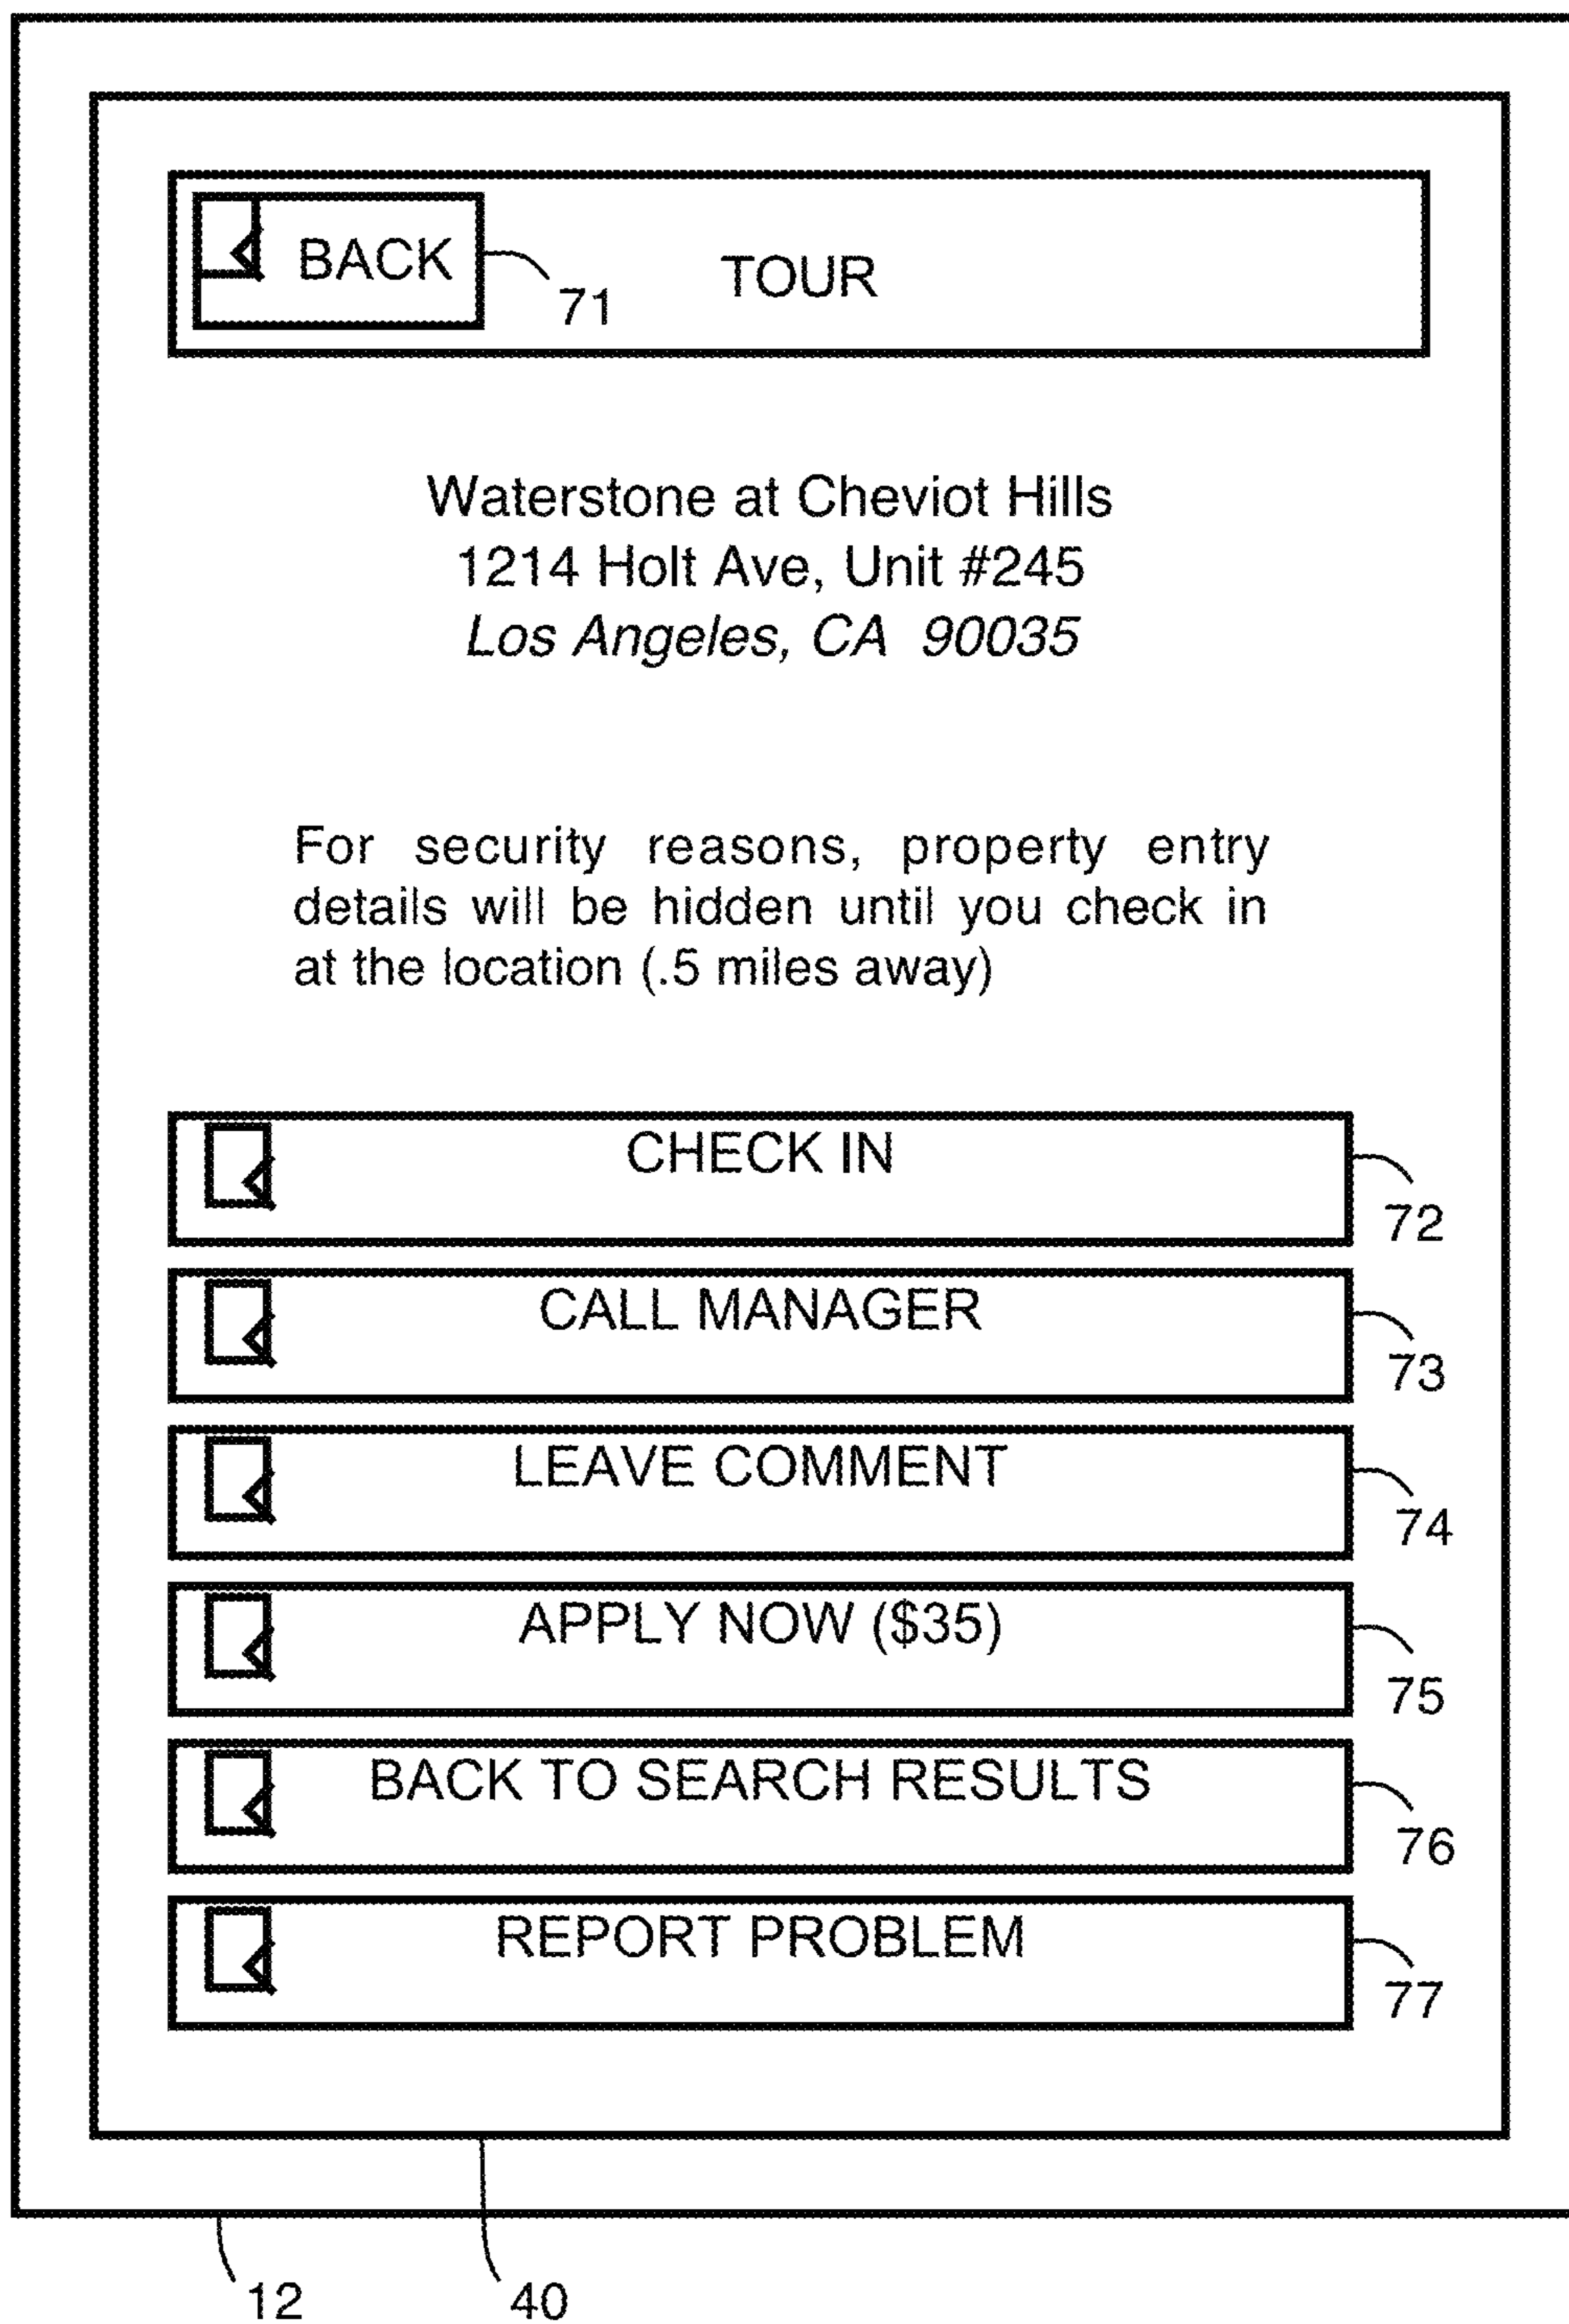 BACK
71
TOUR
Waterstone at Cheviot Hills
1214 Holt Ave, Unit #245
Los Angeles, CA 90035
For security reasons, property entry
details will be hidden until you check in
at the location (.5 miles away)
CHECK IN
72
CALL MANAGER
73
LEAVE COMMENT
74
APPLY NOW ($35)
75
BACK TO SEARCH RESULTS
76
REPORT PROBLEM
77
12
40